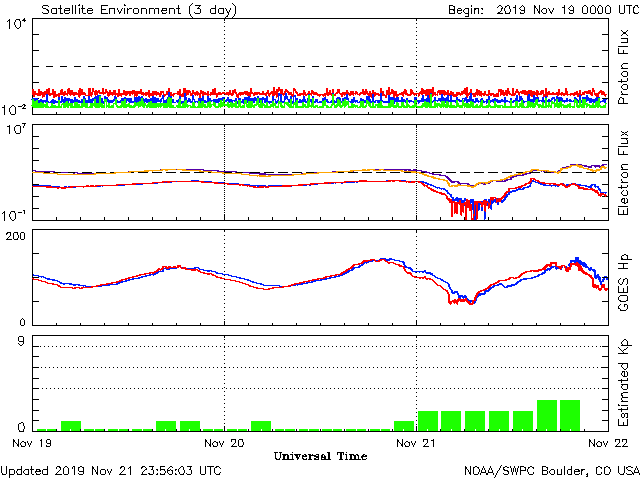 Satellite Environment (3 day) Begin: 2019 Nov 19 0000 UTC
10^4
Proton Flux
10^-2
10^7
Electron Flux
10^-1
200
GOES Hp
0
9
Estimated Kp
0
Nov 19 Nov 20 Nov 21 Nov 22
Universal Time
Updated 2019 Nov 21 23:56:03 UTC NOAA/SWPC Boulder, CO USA